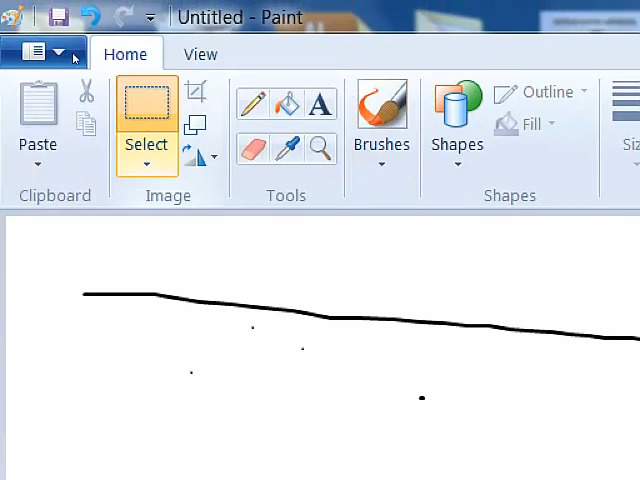 Untitled - Paint
Home View
Paste
Select
Brushes
Shapes
Outline
Fill
Clipboard
Image
Tools
Shapes